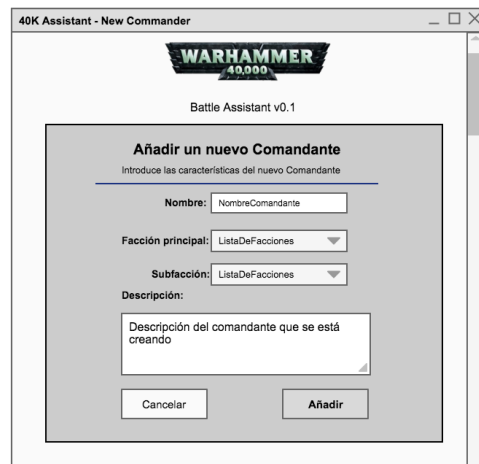 40K Assistant - New Commander
WARHAMMER
40,000
Battle Assistant v0.1
Añadir un nuevo Comandante
Introduce las características del nuevo Comandante
Nombre: NombreComandante
Facción principal: ListaDeFacciones
Subfacción: ListaDeFacciones
Descripción:
Descripción del comandante que se está
creando
Cancelar Añadir